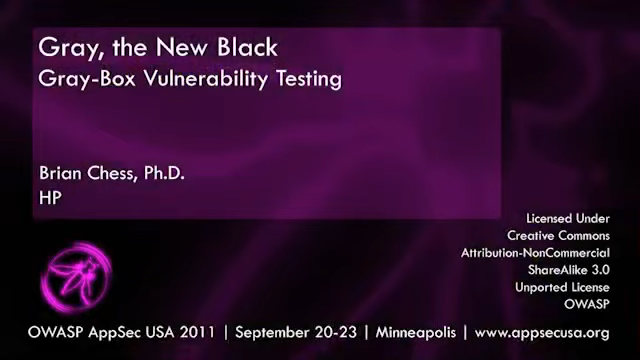 Gray, the New Black
Gray-Box Vulnerability Testing
Brian Chess, Ph.D.
HP
Licensed Under
Creative Commons
Attribution-NonCommercial
ShareAlike 3.0
Unported License
OWASP
OWASP AppSec USA 2011 | September 20-23 | Minneapolis | www.appsecusa.org